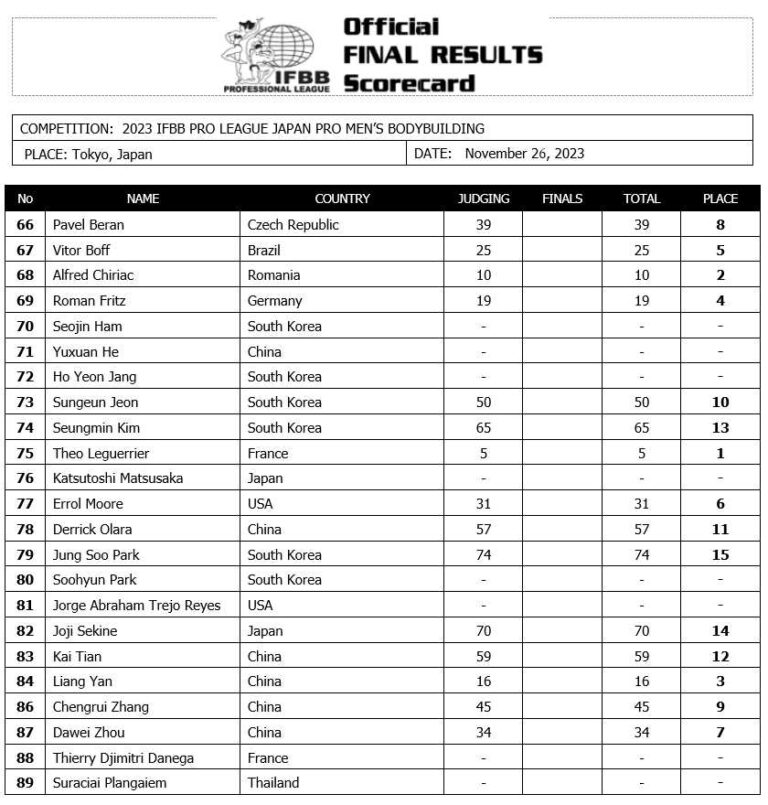 Official
FINAL RESULTS
Scorecard
IFBB
PROFESSIONAL LEAGUE
COMPETITION: 2023 IFBB PRO LEAGUE JAPAN PRO MEN'S BODYBUILDING
PLACE: Tokyo, Japan DATE: November 26, 2023
No NAME COUNTRY JUDGING FINALS TOTAL PLACE
66 Pavel Beran Czech Republic 39 39 8
67 Vitor Boff Brazil 25 25 5
68 Alfred Chiriac Romania 10 10 2
69 Roman Fritz Germany 19 19 4
70 Seojin Ham South Korea - - -
71 Yuxuan He China - - -
72 Ho Yeon Jang South Korea - - -
73 Sungeun Jeon South Korea 50 50 10
74 Seungmin Kim South Korea 65 65 13
75 Theo Leguerrier France 5 5 1
76 Katsutoshi Matsusaka Japan - - -
77 Errol Moore USA 31 31 6
78 Derrick Olara China 57 57 11
79 Jung Soo Park South Korea 74 74 15
80 Soohyun Park South Korea - - -
81 Jorge Abraham Trejo Reyes USA - - -
82 Joji Sekine Japan 70 70 14
83 Kai Tian China 59 59 12
84 Liang Yan China 16 16 3
86 Chengrui Zhang China 45 45 9
87 Dawei Zhou China 34 34 7
88 Thierry Djimitri Danega France - - -
89 Suraciai Plangaiem Thailand - - -